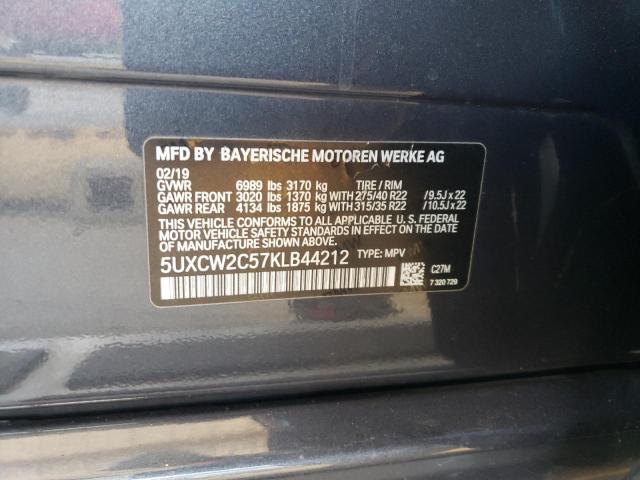 MFD BY BAYERISCHE MOTOREN WERKE AG
02/19
GVWR 6989 lbs 3170 kg TIRE / RIM
GAWR FRONT 3020 lbs 1370 kg WITH 275/40 R22 /9.5J x 22
GAWR REAR 4134 lbs 1875 kg WITH 315/35 R22 /10.5J x 22
THIS VEHICLE CONFORMS TO ALL APPLICABLE U. S. FEDERAL
MOTOR VEHICLE SAFETY STANDARDS IN EFFECT ON THE
DATE OF MANUFACTURE SHOWN ABOVE.
5UXCW2C57KLB44212 TYPE: MPV
C27M
7 320 729